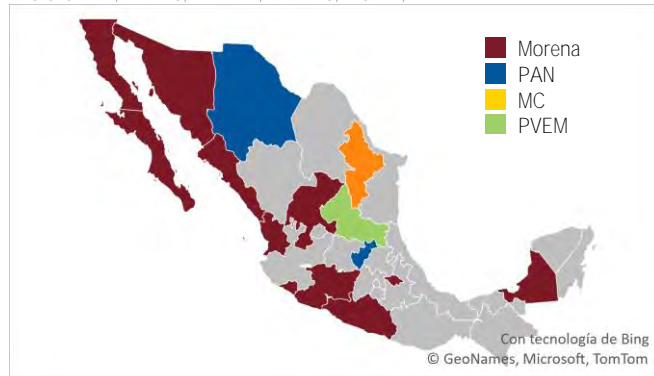 Morena
PAN
MC
PVEM
Con tecnología de Bing
© GeoNames, Microsoft, TomTom